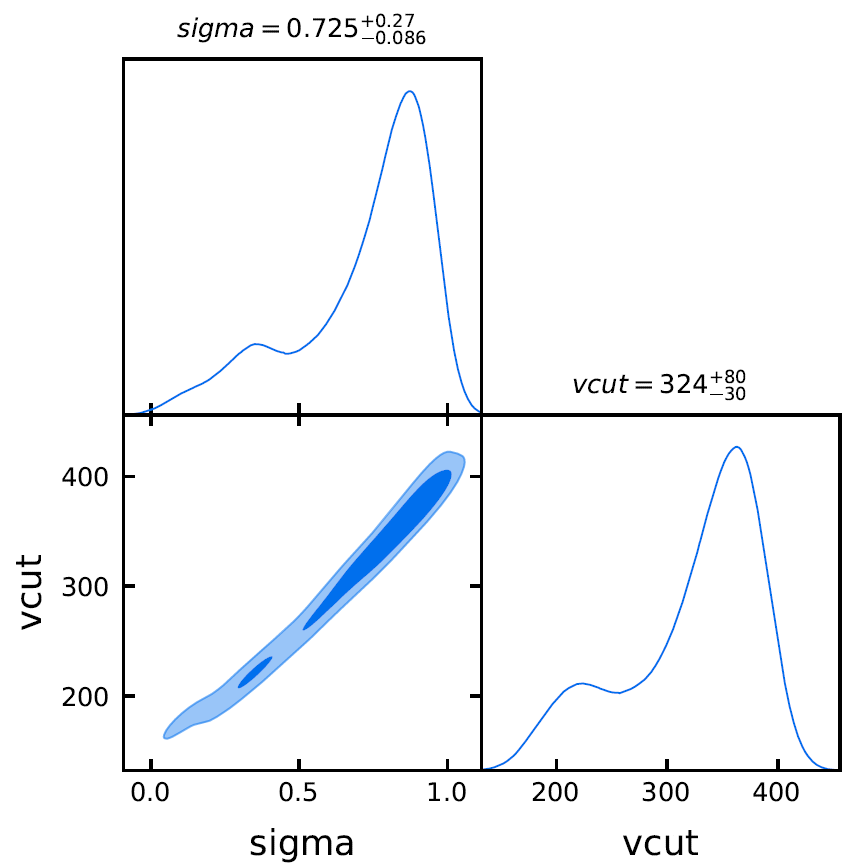 sigma = 0.725^{+0.27}_{-0.086}
vcut = 324^{+80}_{-30}
400
300
200
vcut
0.0 0.5 1.0
200 300 400
sigma
vcut